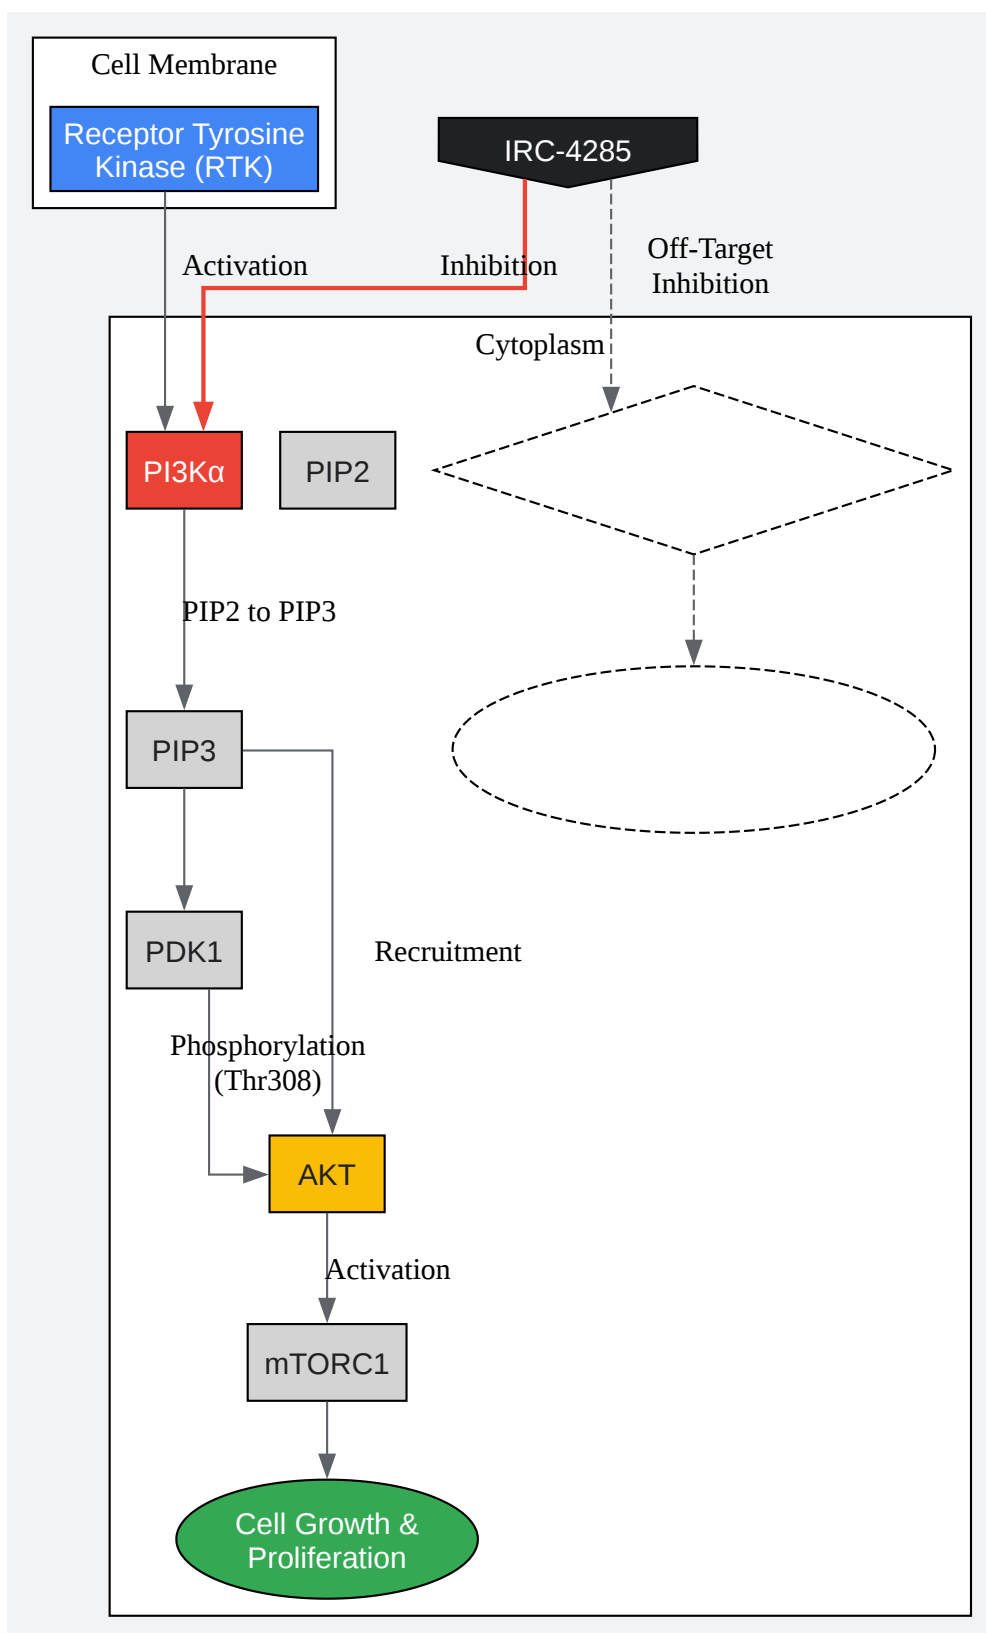 Cell Membrane
Receptor Tyrosine
Kinase (RTK)
IRC-4285
Activation
Inhibition
Off-Target
Inhibition
Cytoplasm
PI3Kα
PIP2
PIP2 to PIP3
PIP3
PDK1
Recruitment
Phosphorylation
(Thr308)
AKT
Activation
mTORC1
Cell Growth &
Proliferation